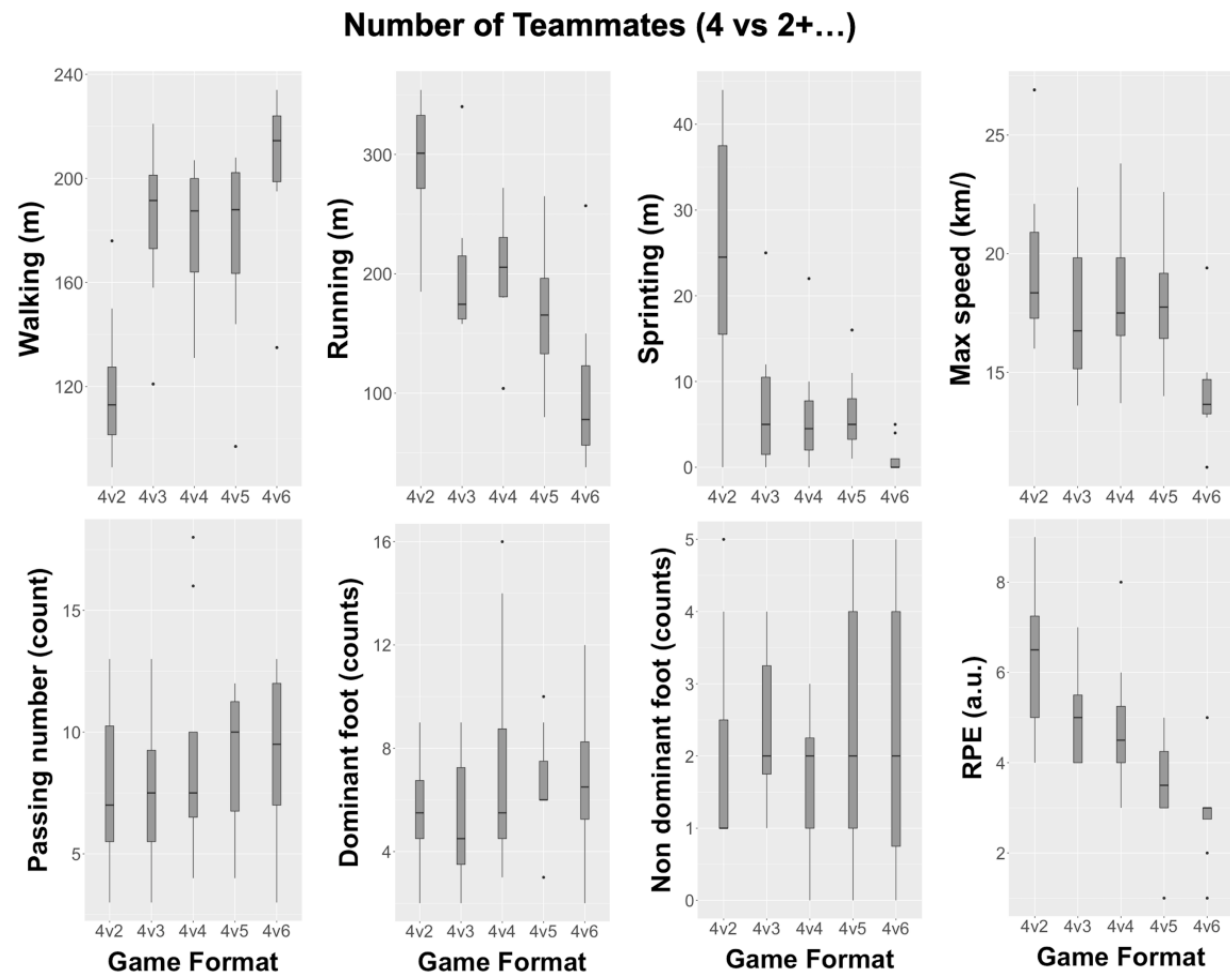 Number of Teammates (4 vs 2+…)
Walking (m)
240
200
160
120
4v2 4v3 4v4 4v5 4v6
Running (m)
300
200
100
4v2 4v3 4v4 4v5 4v6
Sprinting (m)
40
30
20
10
0
4v2 4v3 4v4 4v5 4v6
Max speed (km/)
25
20
15
4v2 4v3 4v4 4v5 4v6
Passing number (count)
15
10
5
4v2 4v3 4v4 4v5 4v6
Game Format
Dominant foot (counts)
16
12
8
4
4v2 4v3 4v4 4v5 4v6
Game Format
Non dominant foot (counts)
5
4
3
2
1
0
4v2 4v3 4v4 4v5 4v6
Game Format
RPE (a.u.)
8
6
4
2
4v2 4v3 4v4 4v5 4v6
Game Format